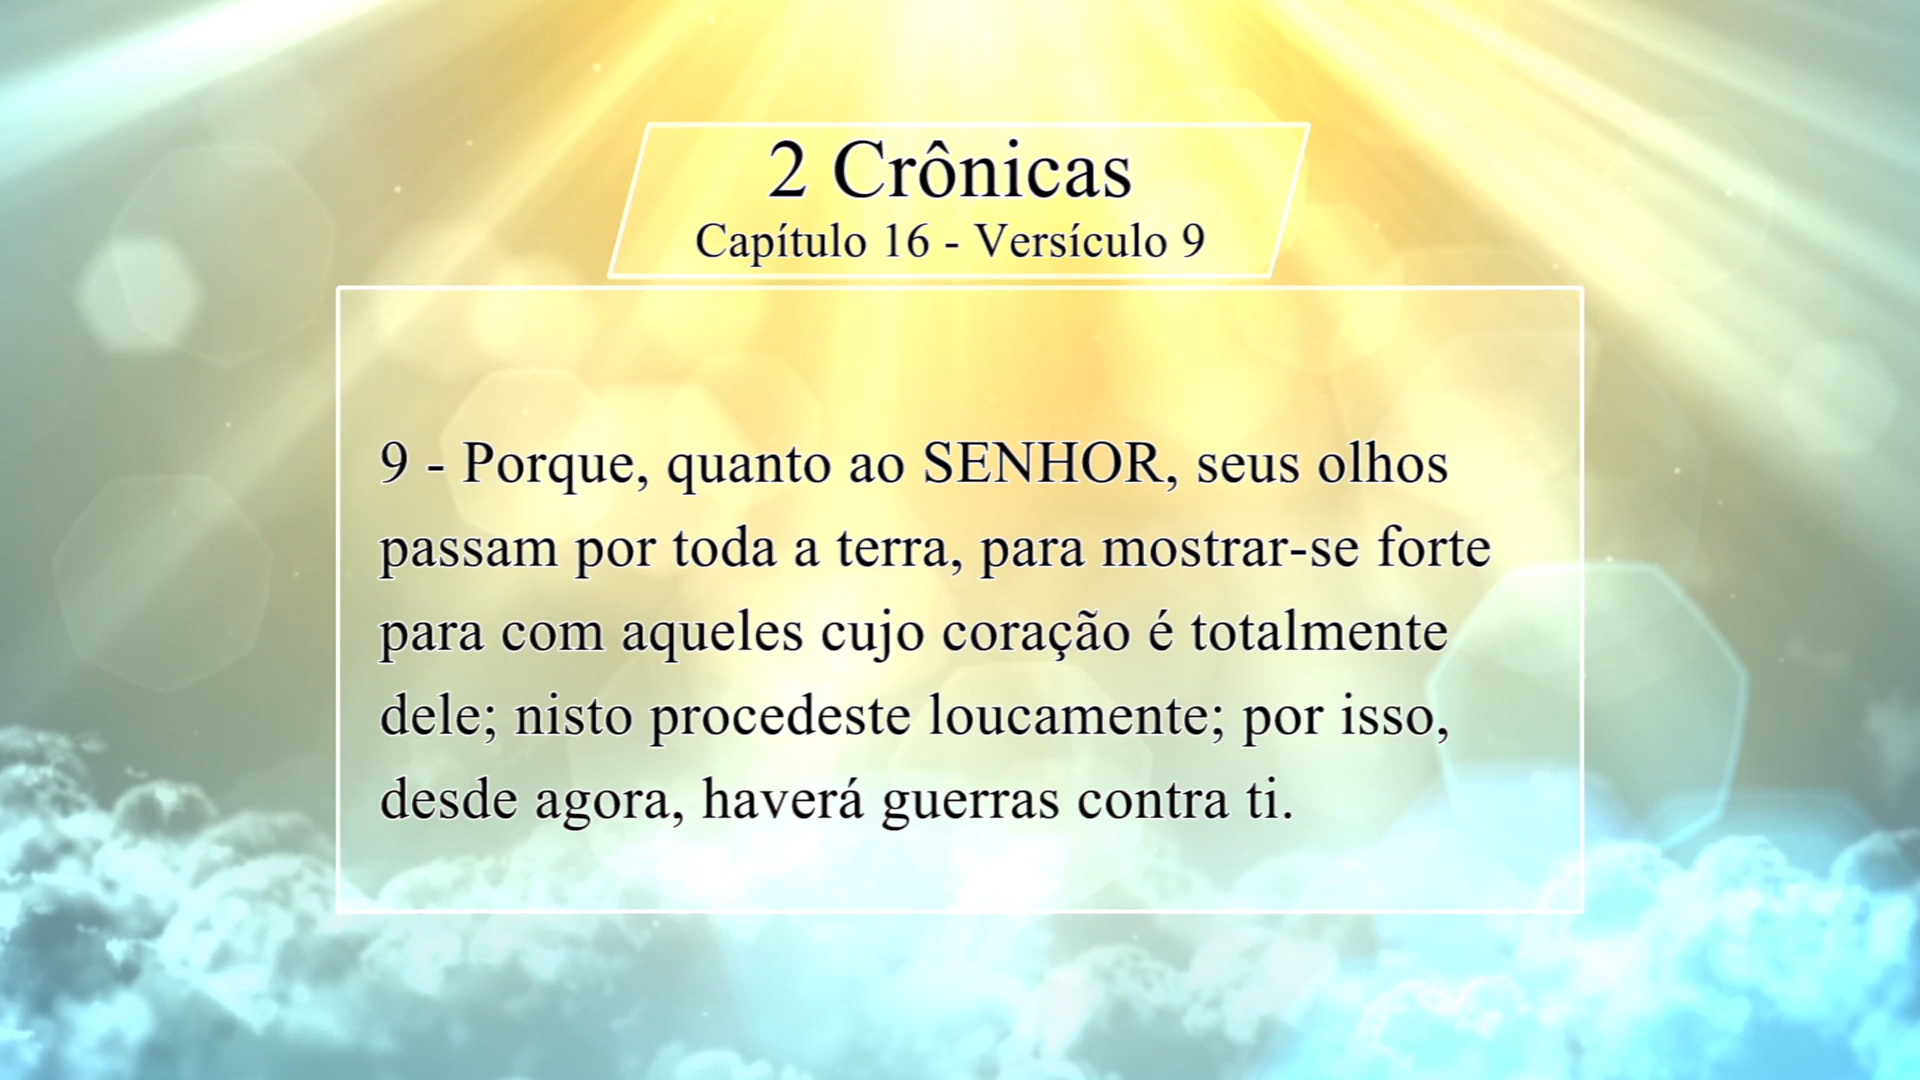 2 Crônicas
Capítulo 16 - Versículo 9
9 - Porque, quanto ao SENHOR, seus olhos
passam por toda a terra, para mostrar-se forte
para com aqueles cujo coração é totalmente
dele; nisto procedeste loucamente; por isso,
desde agora, haverá guerras contra ti.